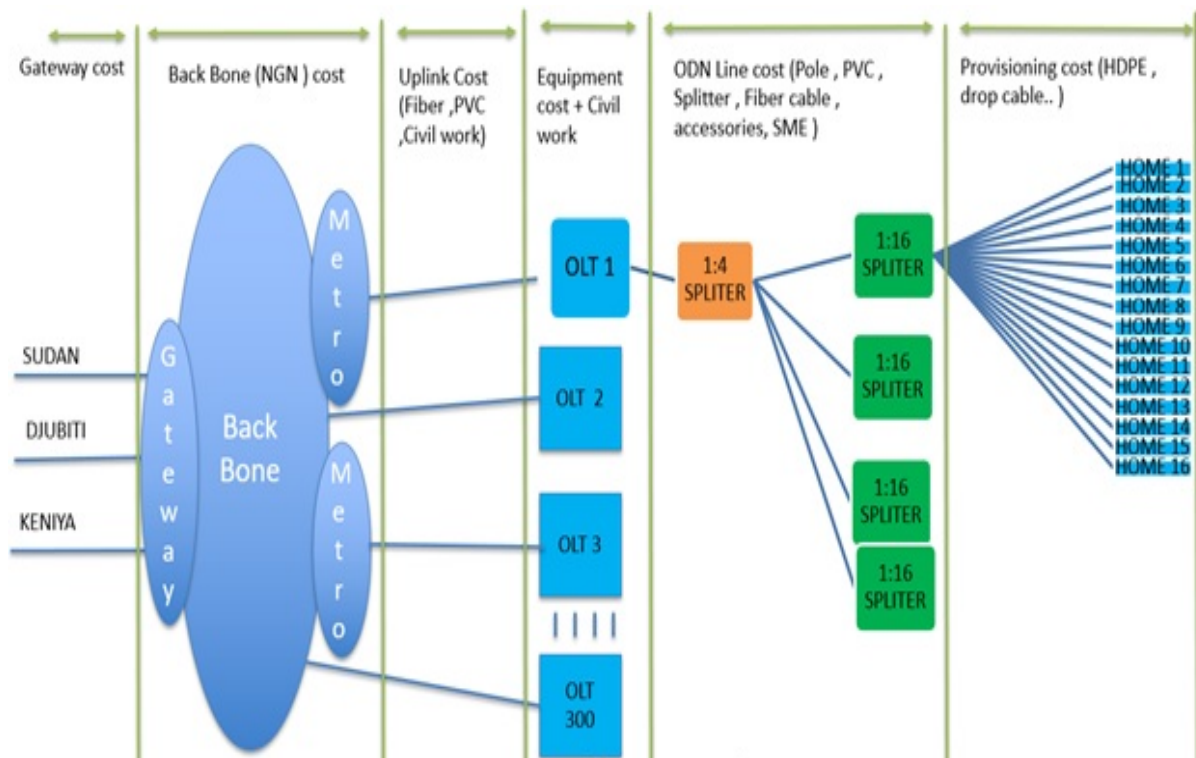 Gateway cost
Back Bone (NGN ) cost
Uplink Cost
(Fiber ,PVC
,Civil work)
Equipment
cost + Civil
work
ODN Line cost (Pole , PVC ,
Splitter , Fiber cable ,
accessories, SME )
Provisioning cost (HDPE ,
drop cable.. )
SUDAN
DJUBITI
KENIYA
Gateway
Back
Bone
Metro
Metro
OLT 1
OLT 2
OLT 3
OLT
300
1:4
SPLITER
1:16
SPLITER
1:16
SPLITER
1:16
SPLITER
1:16
SPLITER
HOME 1
HOME 2
HOME 3
HOME 4
HOME 5
HOME 6
HOME 7
HOME 8
HOME 9
HOME 10
HOME 11
HOME 12
HOME 13
HOME 14
HOME 15
HOME 16